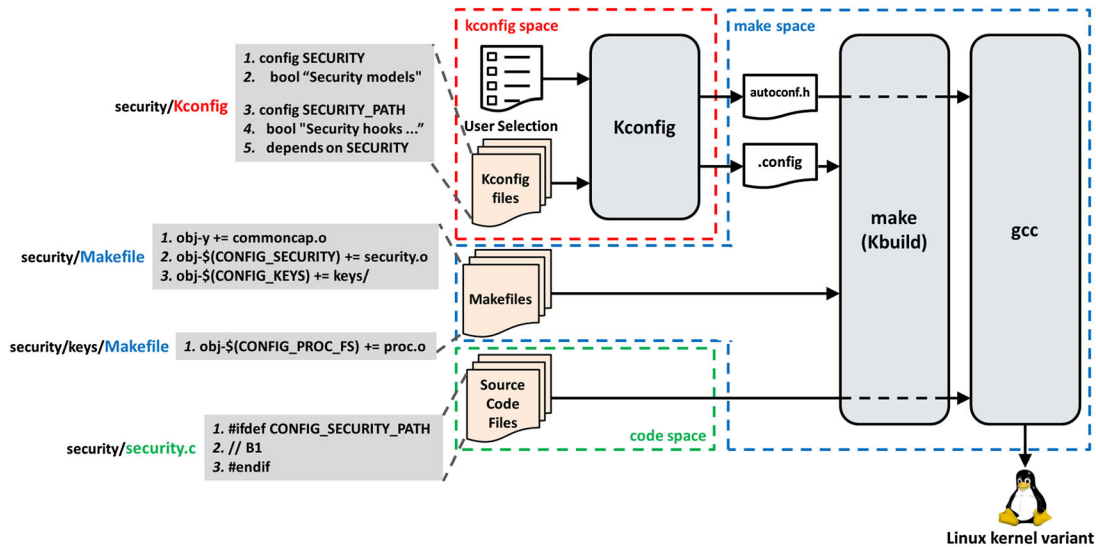 kconfig space
make space
1. config SECURITY
2. bool “Security models"
3. config SECURITY_PATH
4. bool "Security hooks ...”
5. depends on SECURITY
security/Kconfig
User Selection
Kconfig
files
Kconfig
autoconf.h
.config
make
(Kbuild)
gcc
1. obj-y += commoncap.o
2. obj-$(CONFIG_SECURITY) += security.o
3. obj-$(CONFIG_KEYS) += keys/
security/Makefile
Makefiles
security/keys/Makefile
1. obj-$(CONFIG_PROC_FS) += proc.o
Source
Code
Files
code space
1. #ifdef CONFIG_SECURITY_PATH
2. // B1
3. #endif
security/security.c
Linux kernel variant